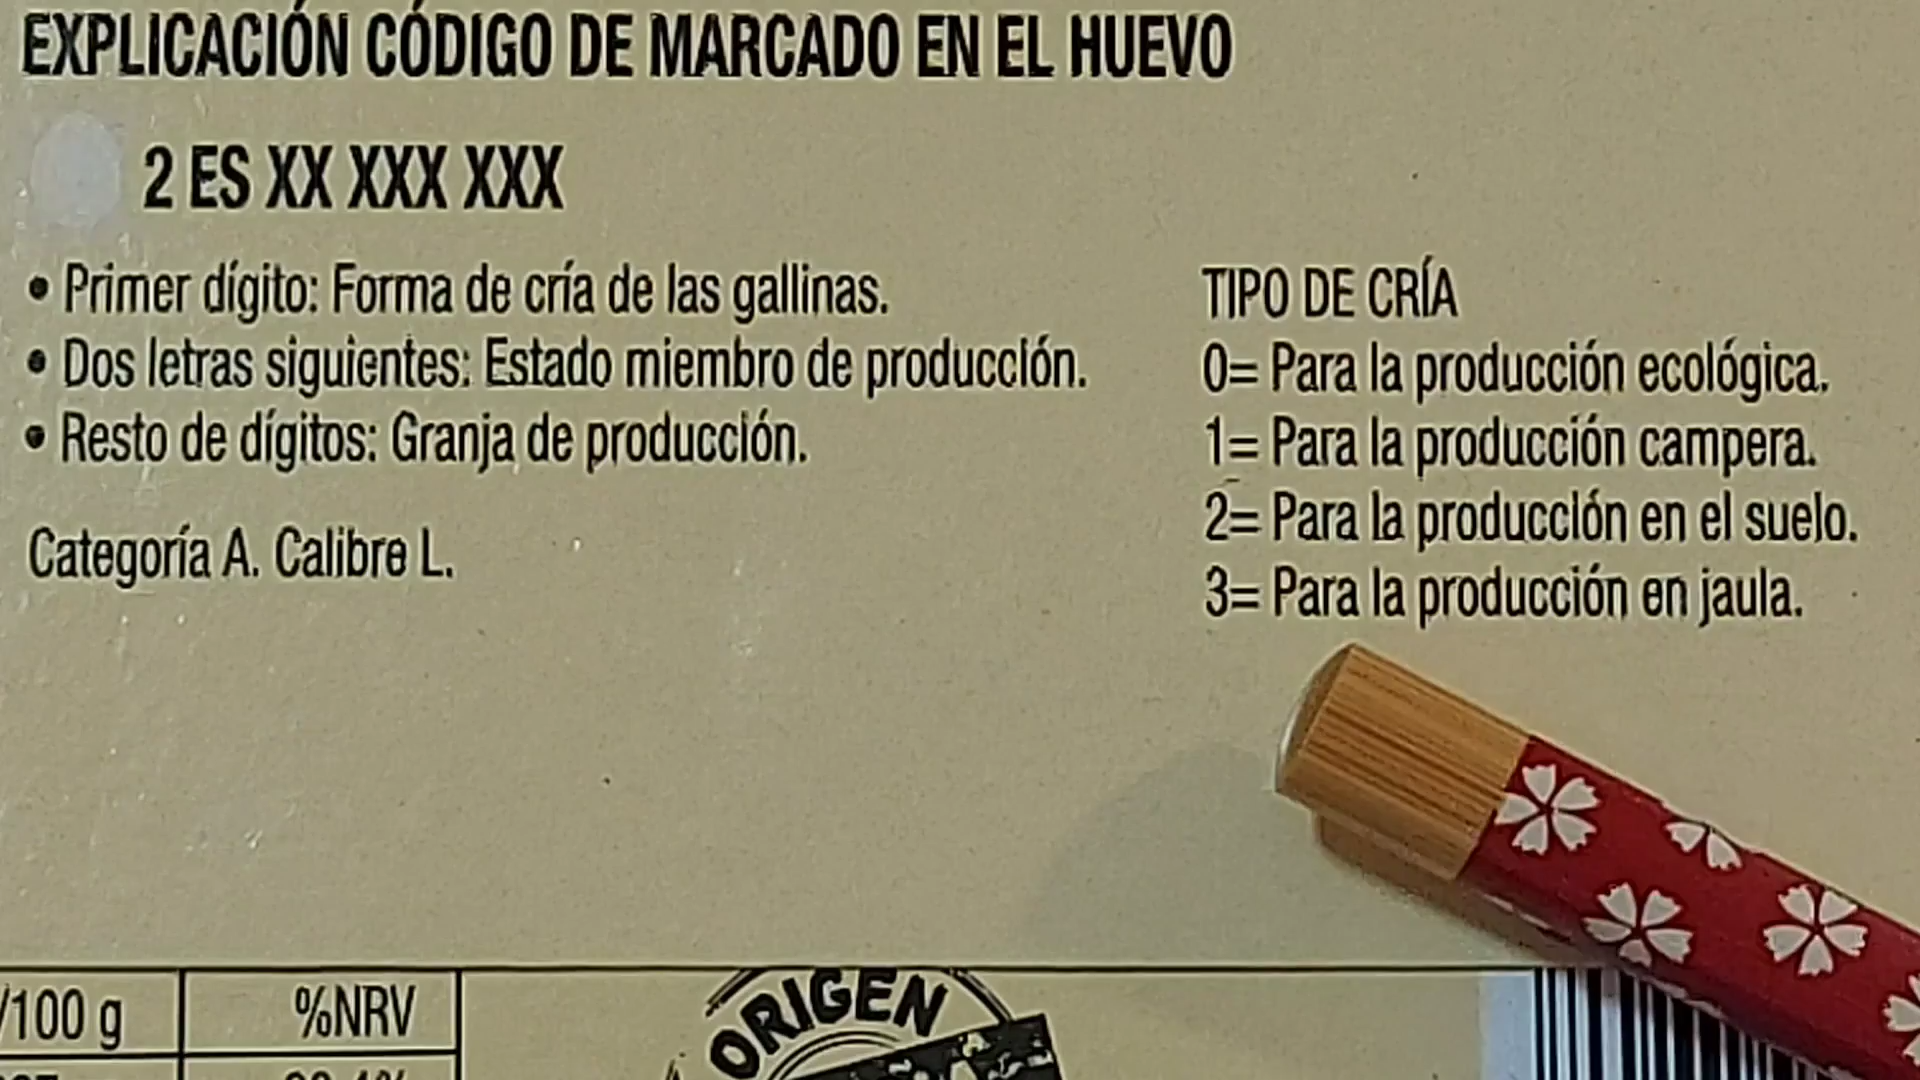 EXPLICACIÓN CÓDIGO DE MARCADO EN EL HUEVO
2 ES XX XXX XXX
• Primer dígito: Forma de cría de las gallinas.
• Dos letras siguientes: Estado miembro de producción.
• Resto de dígitos: Granja de producción.
Categoría A. Calibre L.
TIPO DE CRÍA
0= Para la producción ecológica.
1= Para la producción campera.
2= Para la producción en el suelo.
3= Para la producción en jaula.
/100 g
%NRV
ORIGEN